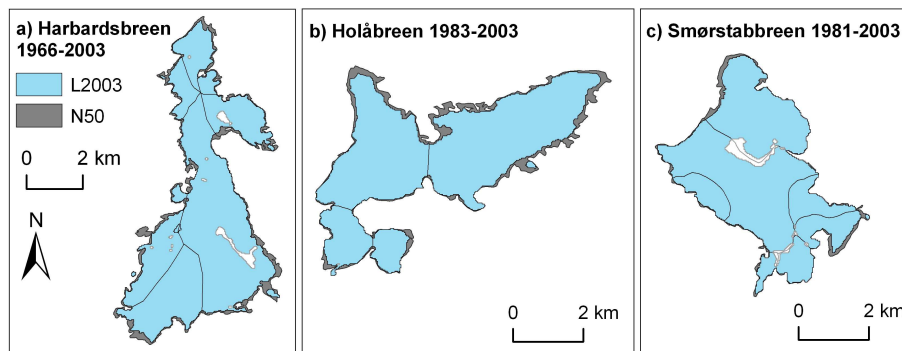 a) Harbardsbreen
1966-2003
L2003
N50
0 2 km
N
b) Holåbreen 1983-2003
0 2 km
c) Smørstabbreen 1981-2003
0 2 km